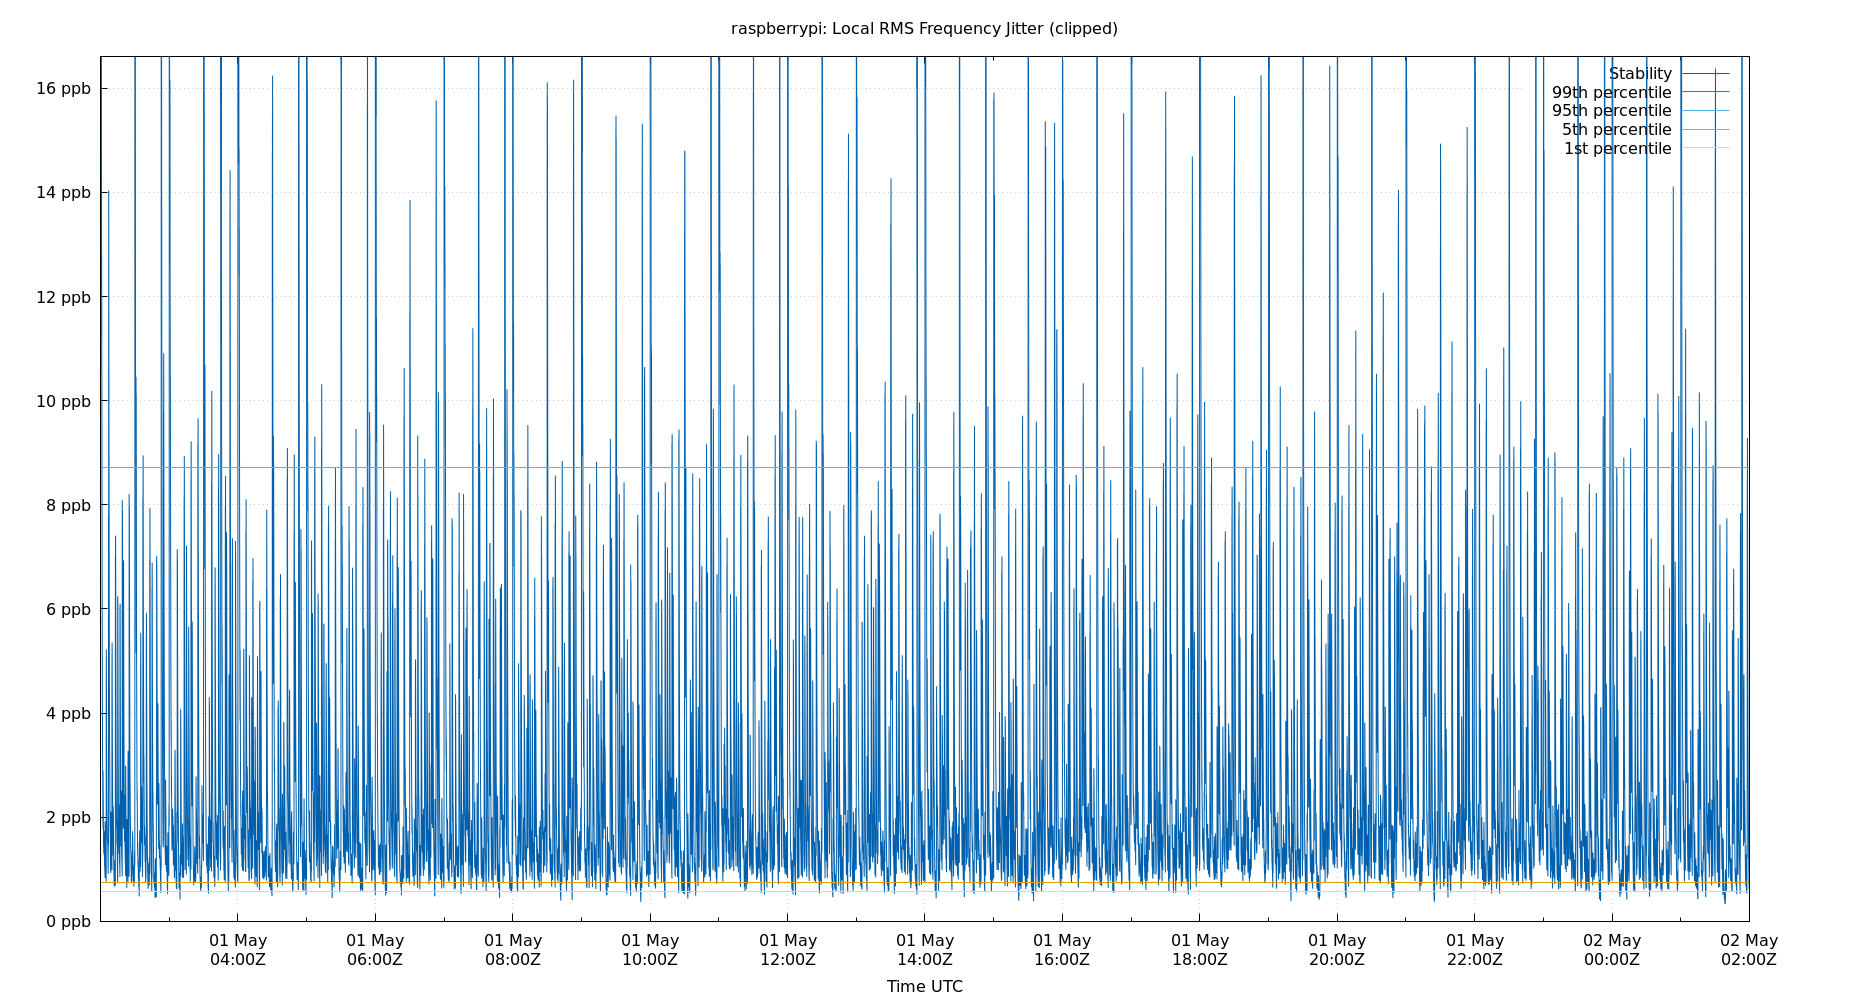 raspberrypi: Local RMS Frequency Jitter (clipped)
16 ppb
14 ppb
12 ppb
10 ppb
8 ppb
6 ppb
4 ppb
2 ppb
0 ppb
Stability
99th percentile
95th percentile
5th percentile
1st percentile
01 May 01 May 01 May 01 May 01 May 01 May 01 May 01 May 01 May 01 May 02 May 02 May
04:00Z 06:00Z 08:00Z 10:00Z 12:00Z 14:00Z 16:00Z 18:00Z 20:00Z 22:00Z 00:00Z 02:00Z
Time UTC